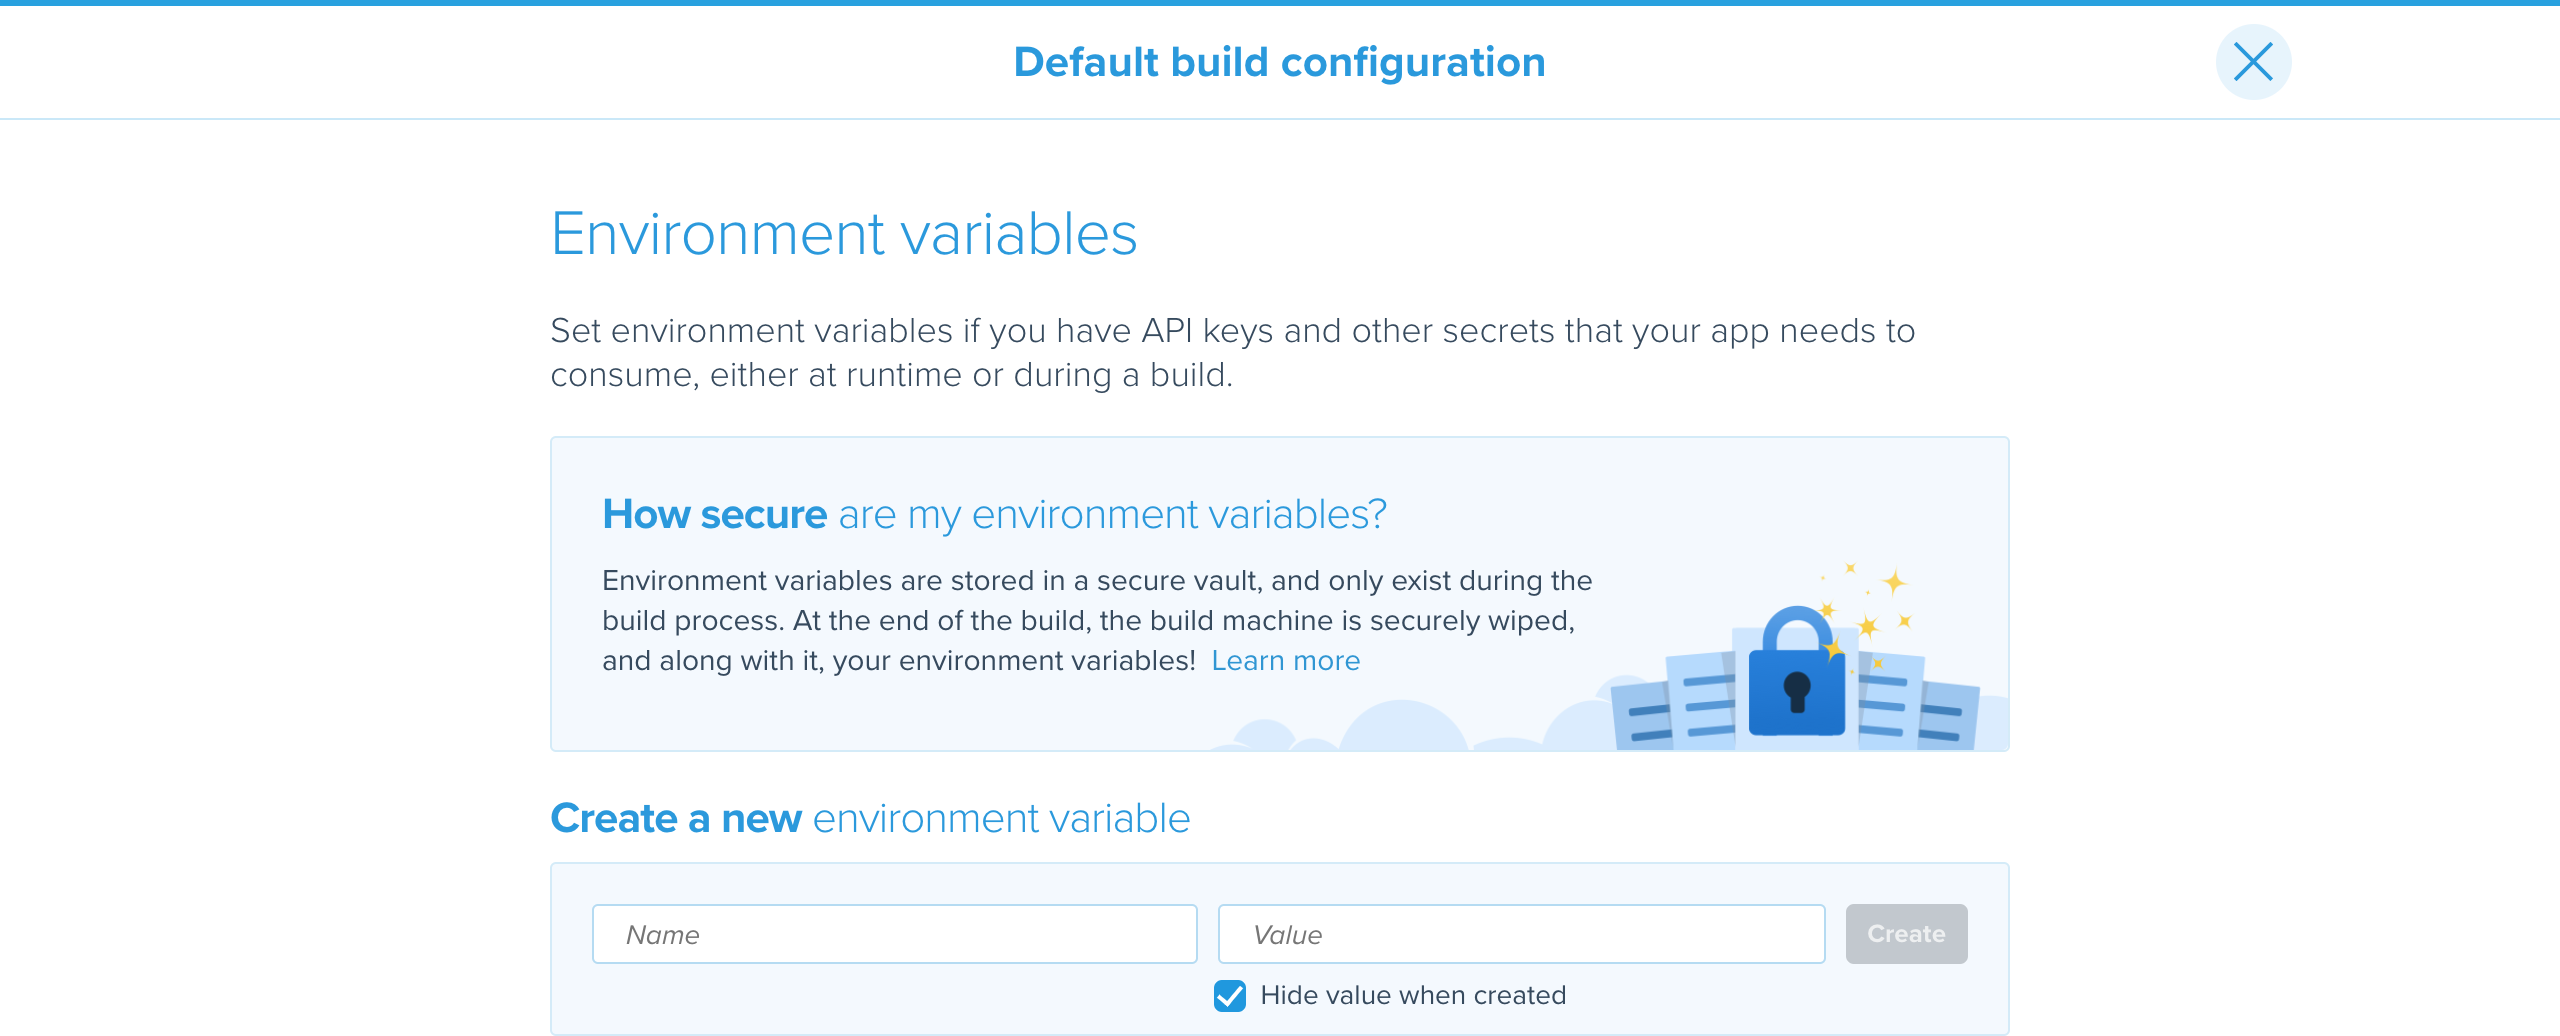 Default build configuration
Environment variables
Set environment variables if you have API keys and other secrets that your app needs to
consume, either at runtime or during a build.
How secure are my environment variables?
Environment variables are stored in a secure vault, and only exist during the
build process. At the end of the build, the build machine is securely wiped,
and along with it, your environment variables! Learn more
Create a new environment variable
Name Value Create
Hide value when created